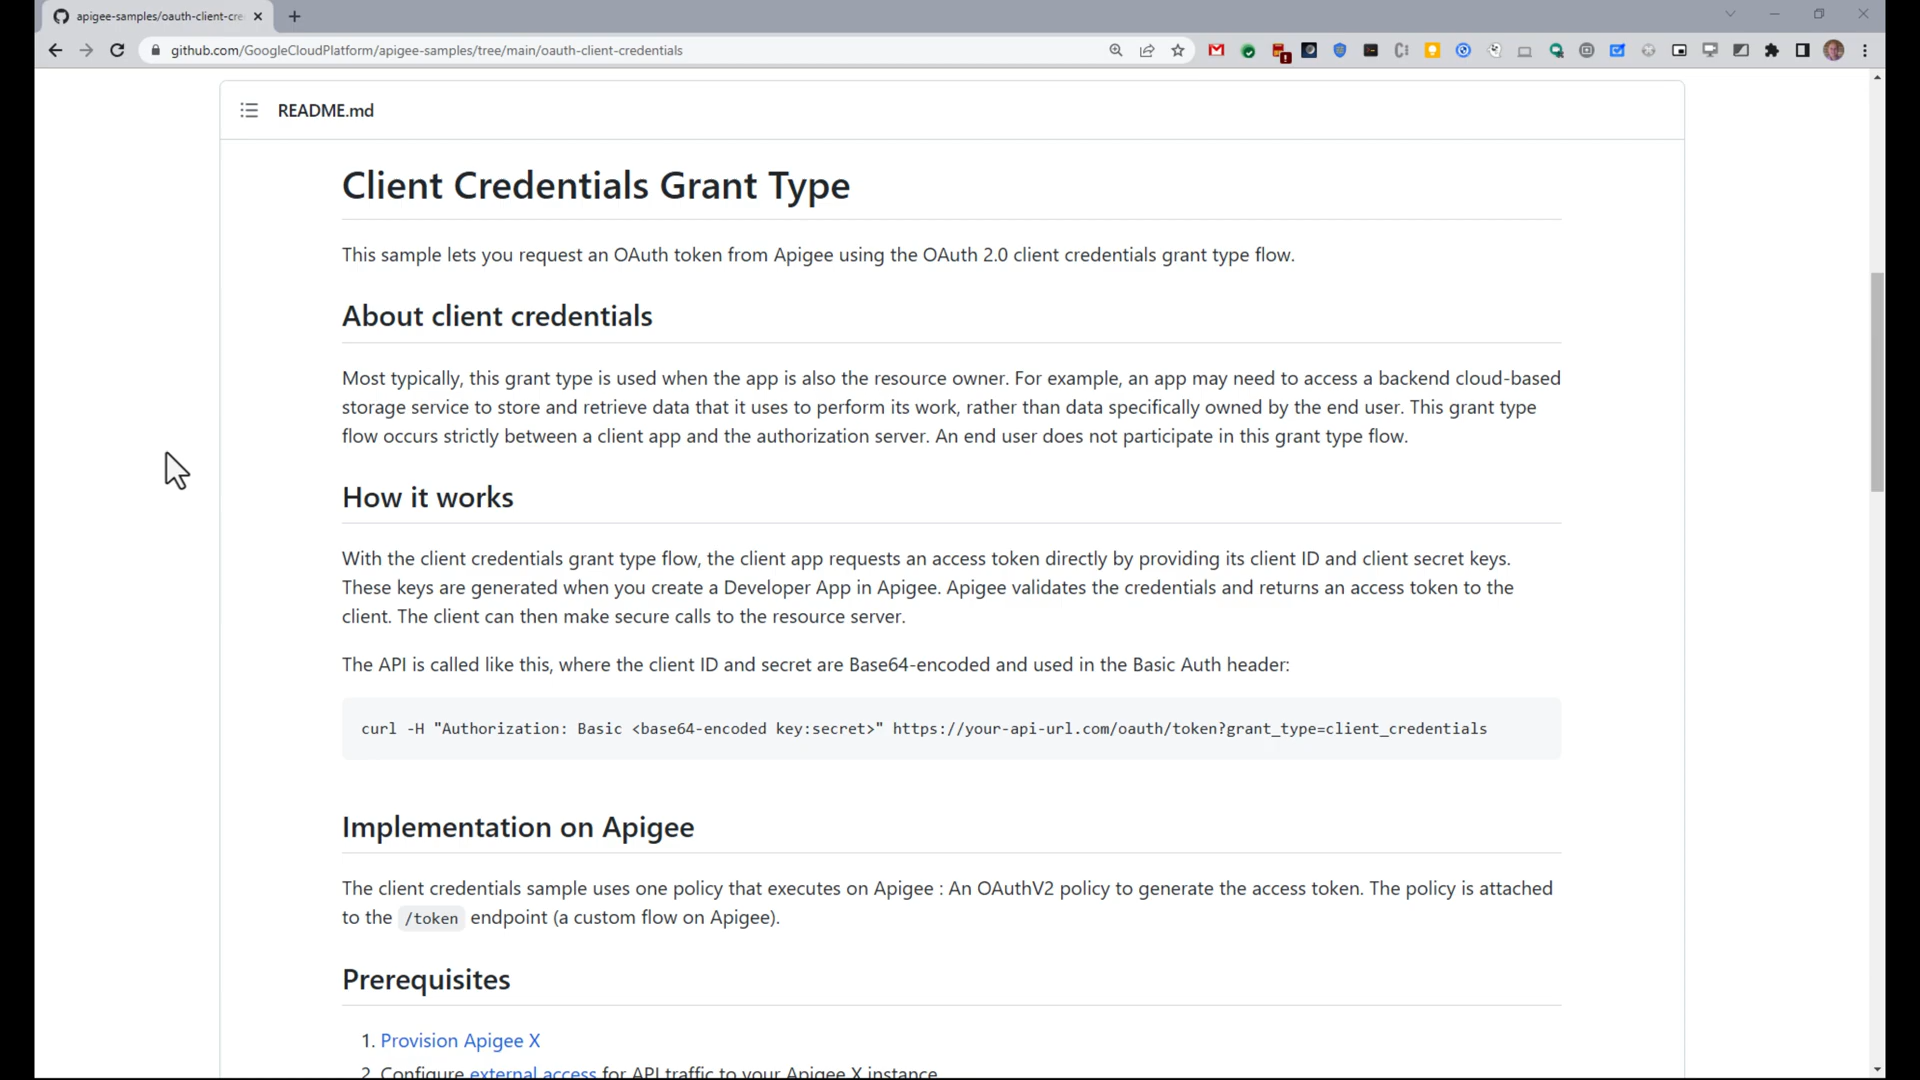 apigee-samples/oauth-client-cre
github.com/GoogleCloudPlatform/apigee-samples/tree/main/oauth-client-credentials
README.md
Client Credentials Grant Type
This sample lets you request an OAuth token from Apigee using the OAuth 2.0 client credentials grant type flow.
About client credentials
Most typically, this grant type is used when the app is also the resource owner. For example, an app may need to access a backend cloud-based
storage service to store and retrieve data that it uses to perform its work, rather than data specifically owned by the end user. This grant type
flow occurs strictly between a client app and the authorization server. An end user does not participate in this grant type flow.
How it works
With the client credentials grant type flow, the client app requests an access token directly by providing its client ID and client secret keys.
These keys are generated when you create a Developer App in Apigee. Apigee validates the credentials and returns an access token to the
client. The client can then make secure calls to the resource server.
The API is called like this, where the client ID and secret are Base64-encoded and used in the Basic Auth header:
curl -H "Authorization: Basic <base64-encoded key:secret>" https://your-api-url.com/oauth/token?grant_type=client_credentials
Implementation on Apigee
The client credentials sample uses one policy that executes on Apigee : An OAuthV2 policy to generate the access token. The policy is attached
to the /token endpoint (a custom flow on Apigee).
Prerequisites
1. Provision Apigee X
2. Configure external access for API traffic to your Apigee X instance